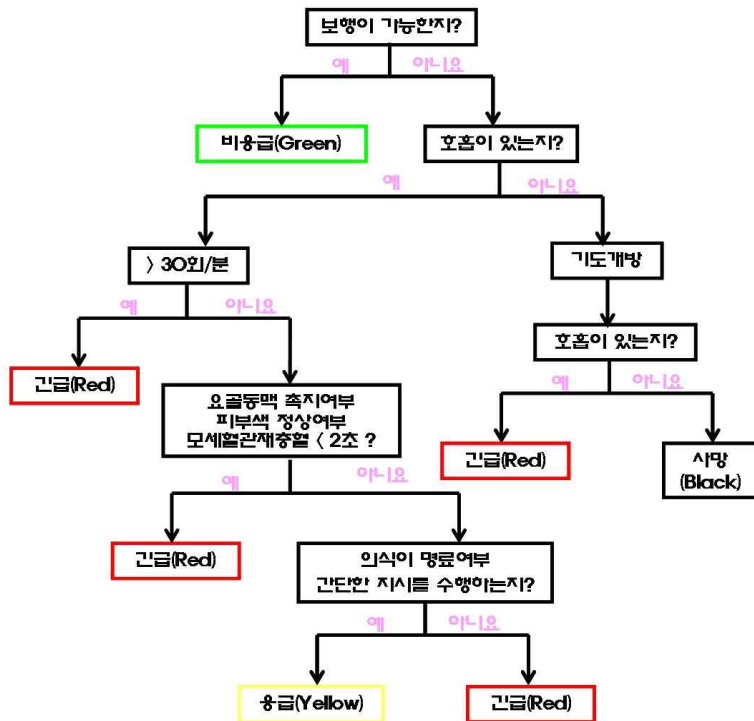 보행이 가능한지?
예
아니요
비응급(Green)
호흡이 있는지?
예
아니요
> 30회/분
기도개방
예
아니요
호흡이 있는지?
긴급(Red)
예
아니요
요골동맥 촉지여부
피부색 정상여부
모세혈관재충혈 < 2초 ?
긴급(Red)
사망
(Black)
예
아니요
긴급(Red)
의식이 명료여부
간단한 지시를 수행하는지?
예
아니요
응급(Yellow)
긴급(Red)